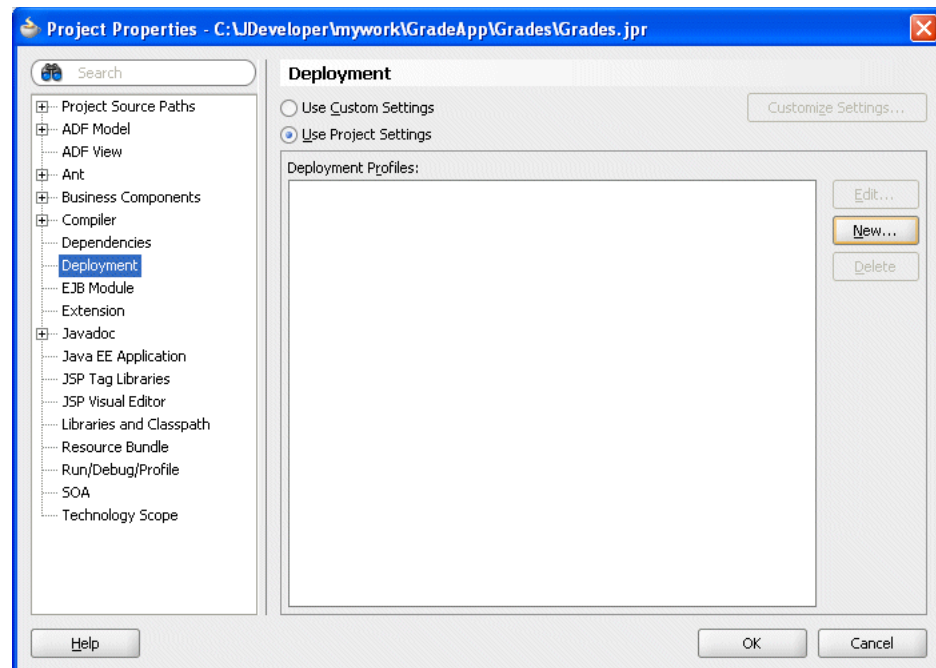 Project Properties - C:\JDeveloper\mywork\GradeApp\Grades\Grades.jpr
Search
Project Source Paths
ADF Model
ADF View
Ant
Business Components
Compiler
Dependencies
Deployment
EJB Module
Extension
Javadoc
Java EE Application
JSP Tag Libraries
JSP Visual Editor
Libraries and Classpath
Resource Bundle
Run/Debug/Profile
SOA
Technology Scope
Deployment
Use Custom Settings
Customize Settings...
Use Project Settings
Deployment Profiles:
Edit...
New...
Delete
Help
OK
Cancel